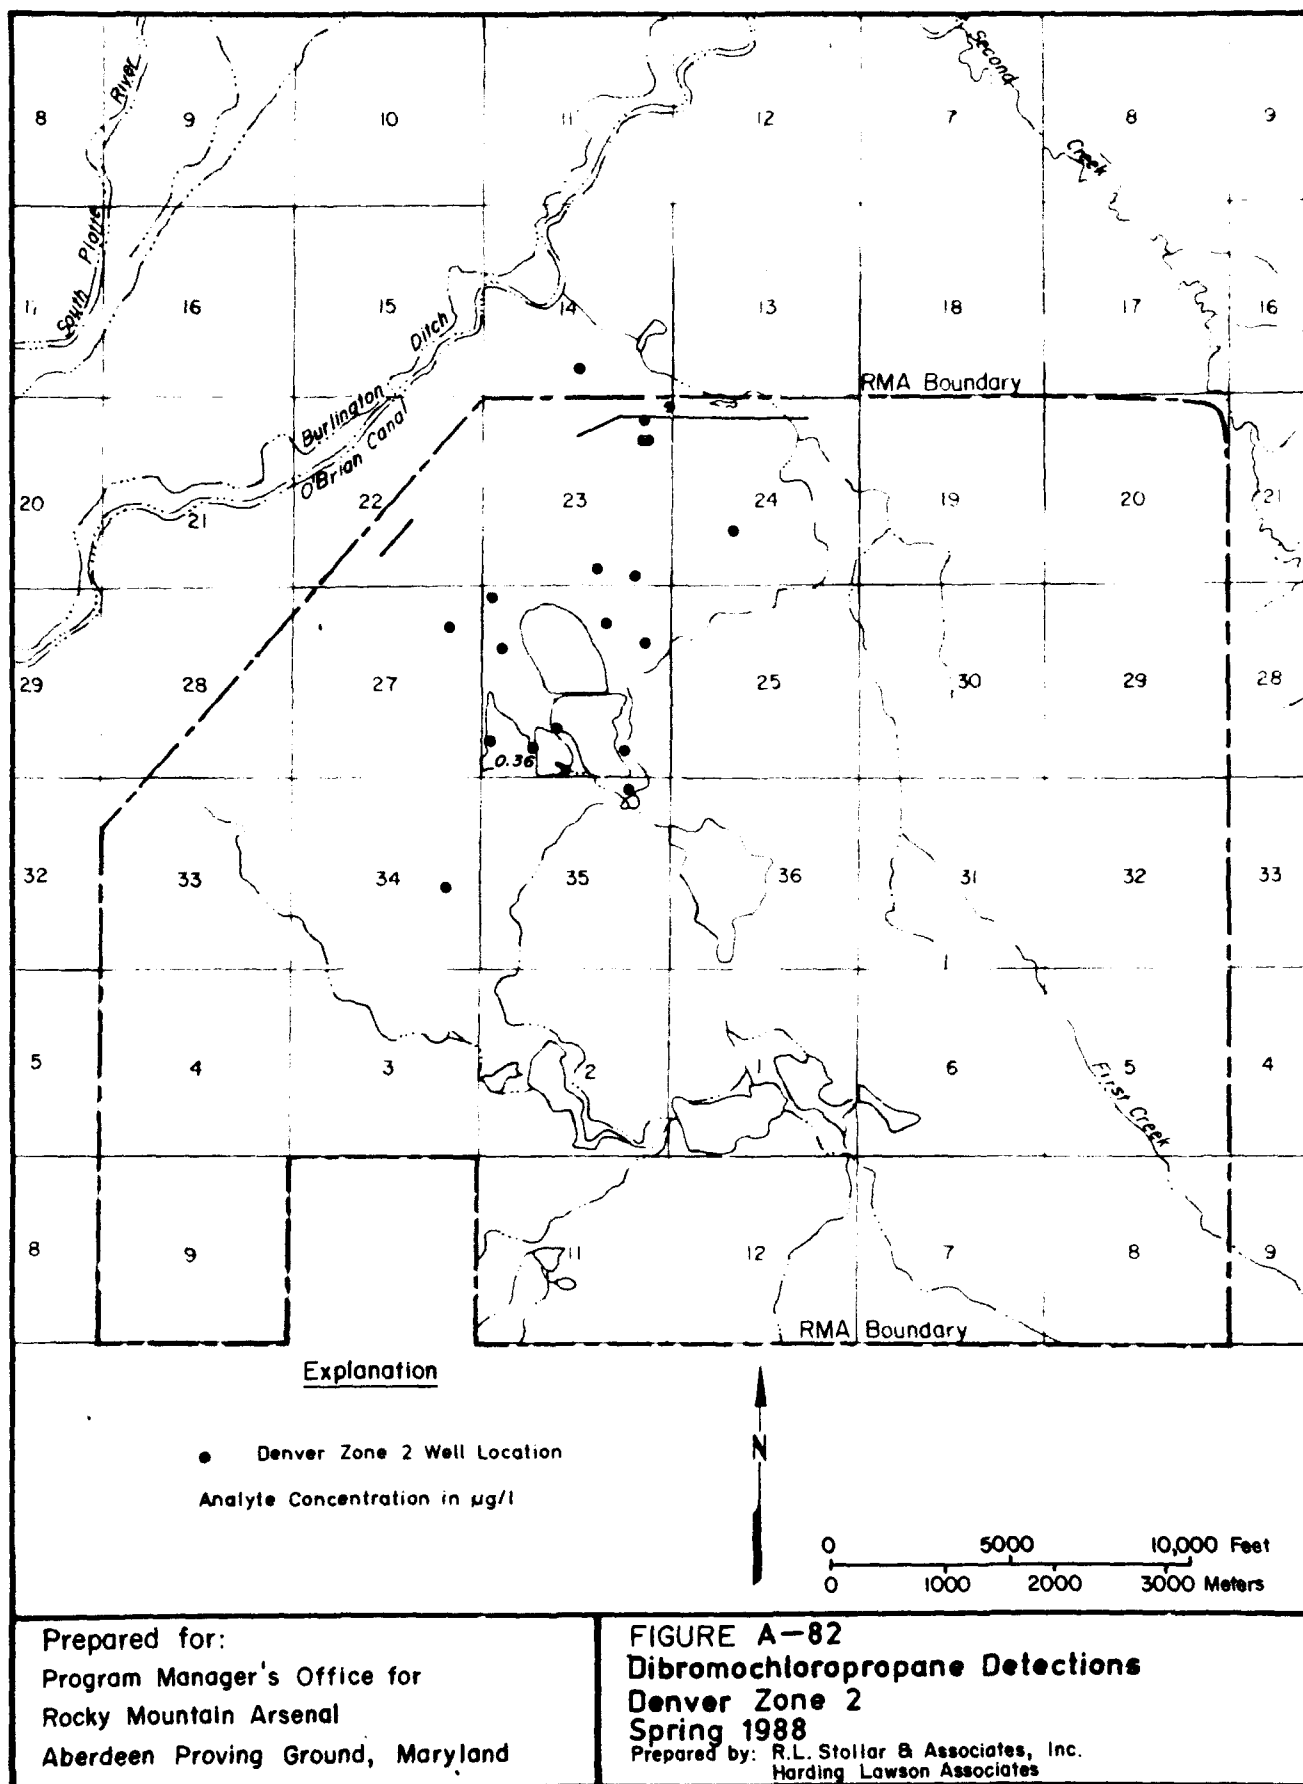 River
Second
8 9 10 11 12 7 8 9
Creek
South Platte
16 15 14 13 18 17 16
Ditch
RMA Boundary
Burlington
O'Brian Canal
20 21 22 23 24 19 20 21
29 28 27 25 30 29 28
0.36
32 33 34 35 36 31 32 33
5 4 3 2 1 6 5 4
First Creek
8 9 11 12 7 8 9
RMA Boundary
Explanation
N
● Denver Zone 2 Well Location
Analyte Concentration in µg/l
0 5000 10,000 Feet
0 1000 2000 3000 Meters
Prepared for:
Program Manager's Office for
Rocky Mountain Arsenal
Aberdeen Proving Ground, Maryland
FIGURE A-82
Dibromochloropropane Detections
Denver Zone 2
Spring 1988
Prepared by: R.L. Stollar & Associates, Inc.
Harding Lawson Associates